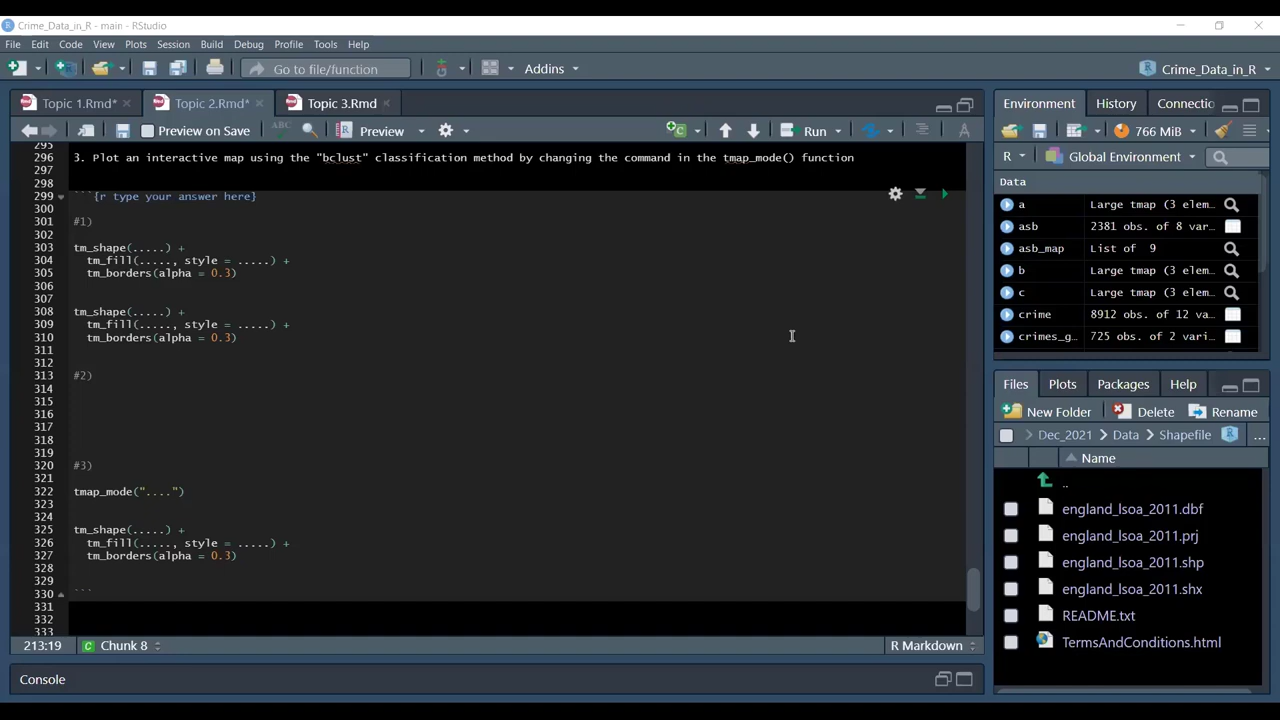 Crime_Data_in_R - main - RStudio
File Edit Code View Plots Session Build Debug Profile Tools Help
Go to file/function Addins Crime_Data_in_R
Topic 1.Rmd* Topic 2.Rmd* Topic 3.Rmd
Preview on Save ABC Preview Run
295
296 3. Plot an interactive map using the "bclust" classification method by changing the command in the tmap_mode() function
297
298
299 ```{r type your answer here}
300
301 #1)
302
303 tm_shape(.....) +
304 tm_fill(....., style = .....) +
305 tm_borders(alpha = 0.3)
306
307
308 tm_shape(.....) +
309 tm_fill(....., style = .....) +
310 tm_borders(alpha = 0.3)
311
312
313 #2)
314
315
316
317
318
319
320 #3)
321
322 tmap_mode("....")
323
324
325 tm_shape(.....) +
326 tm_fill(....., style = .....) +
327 tm_borders(alpha = 0.3)
328
329
330 ```
331
332
333
213:19 Chunk 8 R Markdown
Console
Environment History Connectio
766 MiB
R Global Environment
Data
a Large tmap (3 elem…
asb 2381 obs. of 8 var…
asb_map List of 9
b Large tmap (3 elem…
c Large tmap (3 elem…
crime 8912 obs. of 12 va…
crimes_g… 725 obs. of 2 vari…
Files Plots Packages Help
New Folder Delete Rename
Dec_2021 Data Shapefile ...
Name
..
england_lsoa_2011.dbf
england_lsoa_2011.prj
england_lsoa_2011.shp
england_lsoa_2011.shx
README.txt
TermsAndConditions.html